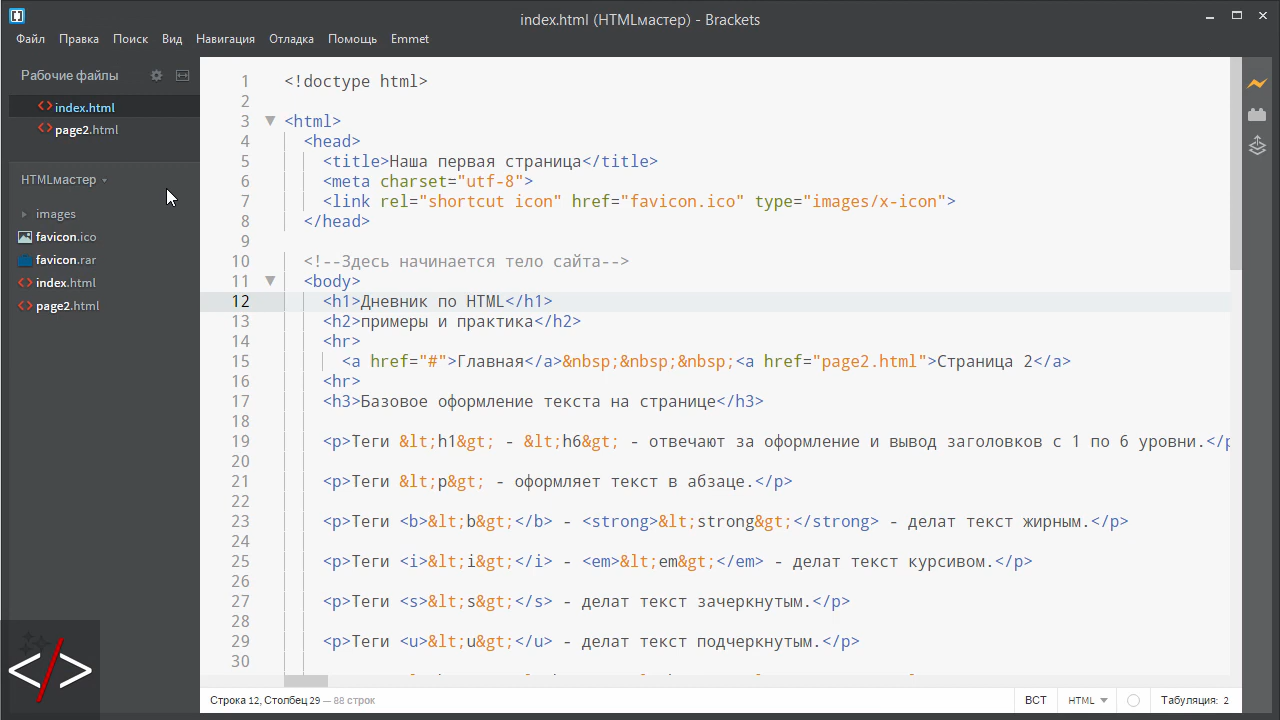 index.html (HTMLмастер) - Brackets
Файл Правка Поиск Вид Навигация Отладка Помощь Emmet
Рабочие файлы
index.html
page2.html
HTMLмастер
images
favicon.ico
favicon.rar
index.html
page2.html
1 <!doctype html>
2
3 <html>
4 <head>
5 <title>Наша первая страница</title>
6 <meta charset="utf-8">
7 <link rel="shortcut icon" href="favicon.ico" type="images/x-icon">
8 </head>
9
10 <!--Здесь начинается тело сайта-->
11 <body>
12 <h1>Дневник по HTML</h1>
13 <h2>примеры и практика</h2>
14 <hr>
15 <a href="#">Главная</a>&nbsp;&nbsp;&nbsp;<a href="page2.html">Страница 2</a>
16 <hr>
17 <h3>Базовое оформление текста на странице</h3>
18
19 <p>Теги &lt;h1&gt; - &lt;h6&gt; - отвечают за оформление и вывод заголовков с 1 по 6 уровни.</p
20
21 <p>Теги &lt;p&gt; - оформляет текст в абзаце.</p>
22
23 <p>Теги <b>&lt;b&gt;</b> - <strong>&lt;strong&gt;</strong> - делат текст жирным.</p>
24
25 <p>Теги <i>&lt;i&gt;</i> - <em>&lt;em&gt;</em> - делат текст курсивом.</p>
26
27 <p>Теги <s>&lt;s&gt;</s> - делат текст зачеркнутым.</p>
28
29 <p>Теги <u>&lt;u&gt;</u> - делат текст подчеркнутым.</p>
30
</>
Строка 12, Столбец 29 — 88 строк
ВСТ HTML Табуляция: 2